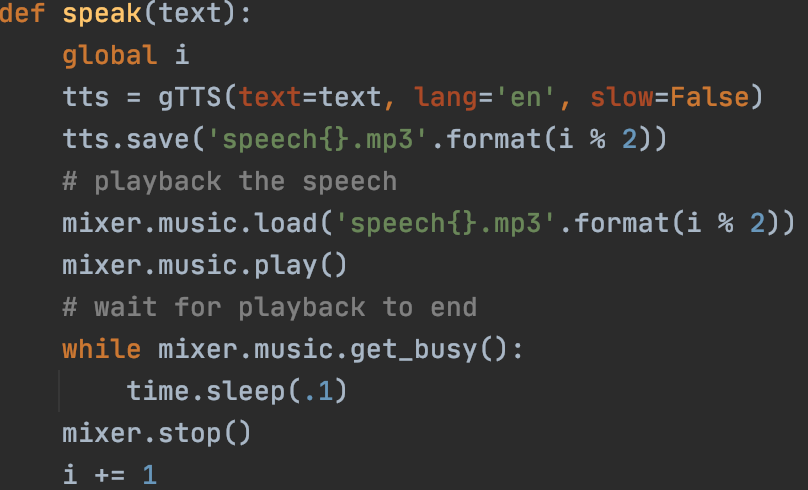 def speak(text):
    global i
    tts = gTTS(text=text, lang='en', slow=False)
    tts.save('speech{}.mp3'.format(i % 2))
    # playback the speech
    mixer.music.load('speech{}.mp3'.format(i % 2))
    mixer.music.play()
    # wait for playback to end
    while mixer.music.get_busy():
        time.sleep(.1)
    mixer.stop()
    i += 1